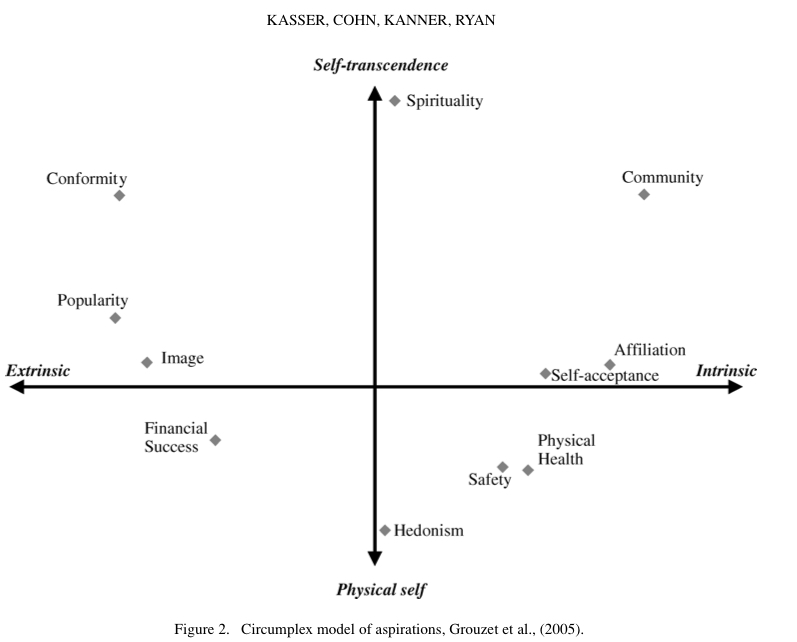 KASSER, COHN, KANNER, RYAN
Self-transcendence
Spirituality
Conformity
Community
Popularity
Image
Affiliation
Extrinsic
Self-acceptance
Intrinsic
Financial
Success
Physical
Health
Safety
Hedonism
Physical self
Figure 2. Circumplex model of aspirations, Grouzet et al., (2005).